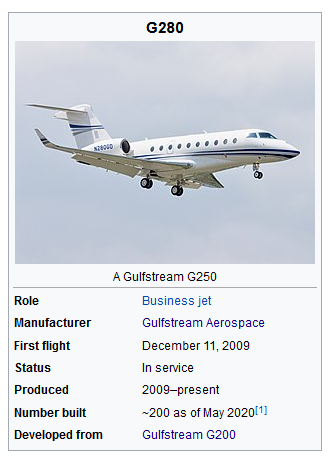 G280
N280GD
A Gulfstream G250
Role Business jet
Manufacturer Gulfstream Aerospace
First flight December 11, 2009
Status In service
Produced 2009–present
Number built ~200 as of May 2020[1]
Developed from Gulfstream G200